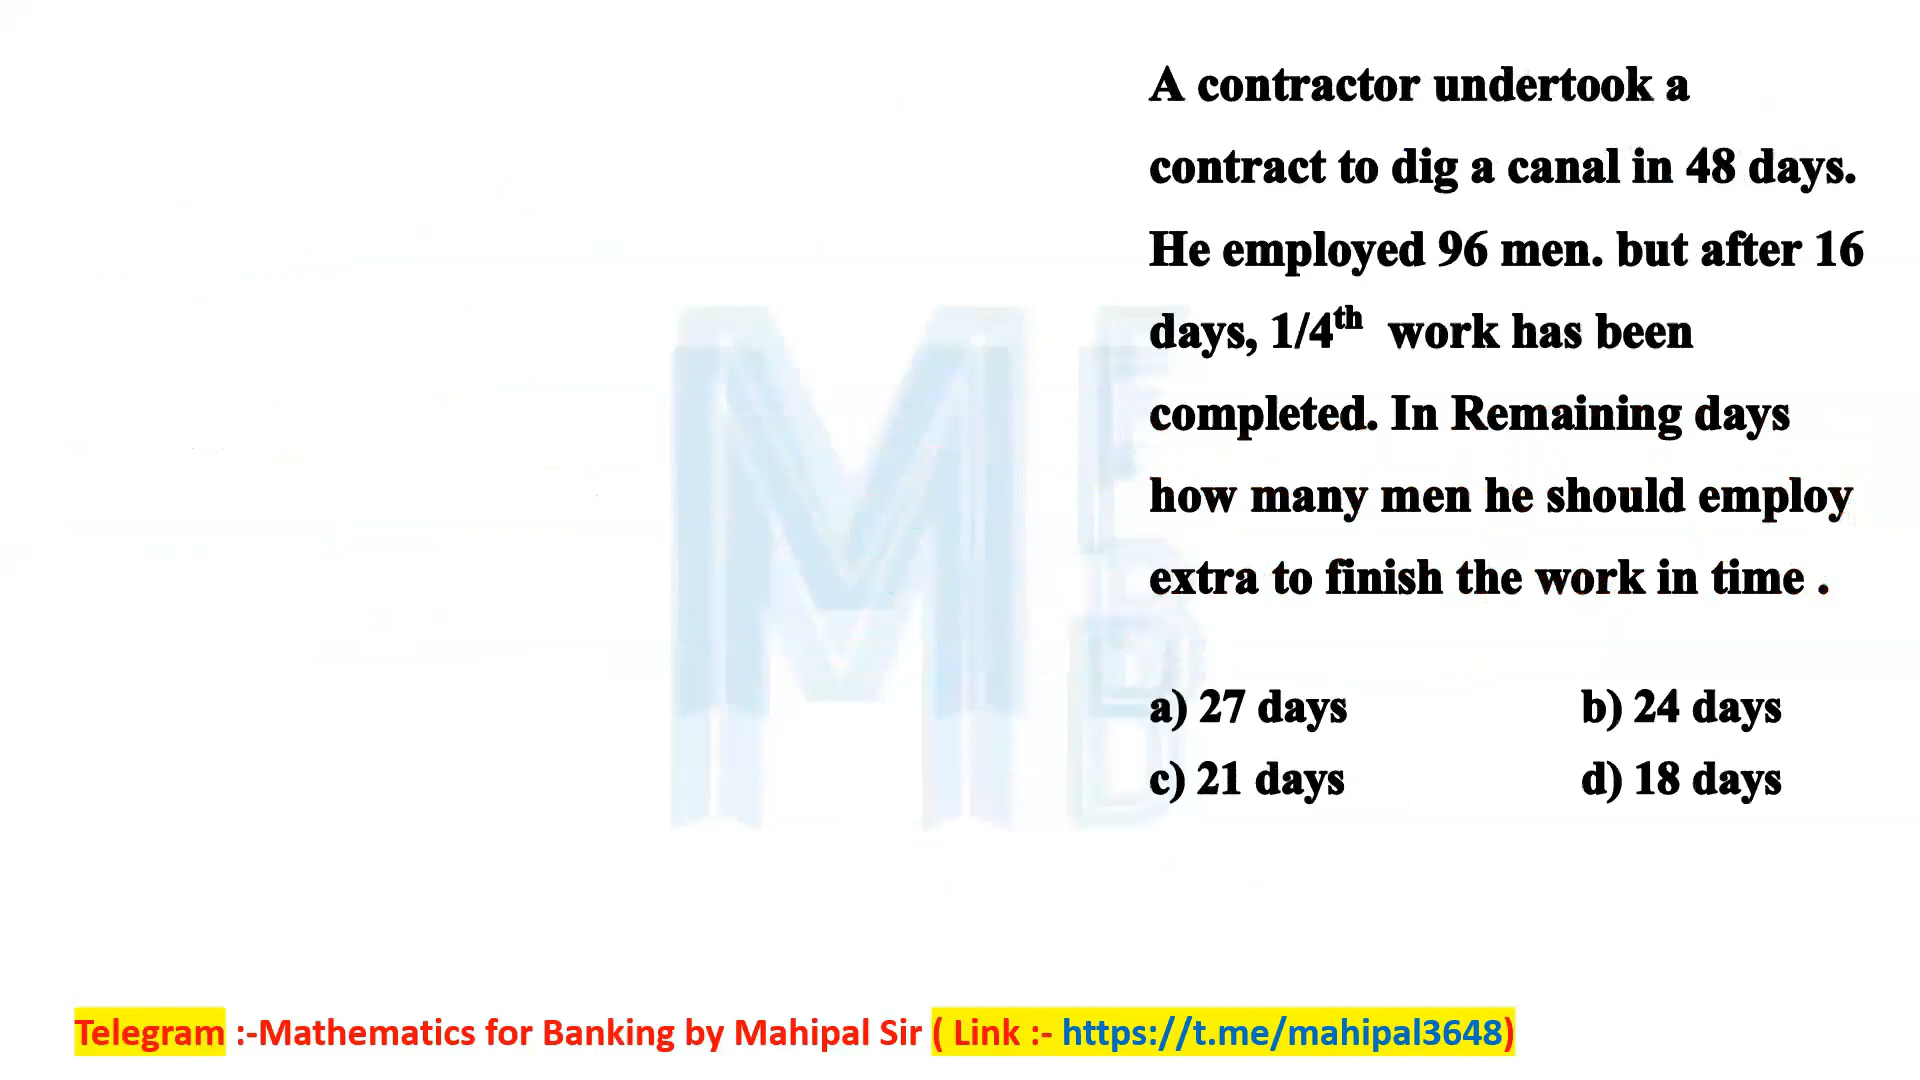 A contractor undertook a
contract to dig a canal in 48 days.
He employed 96 men. but after 16
days, 1/4th work has been
completed. In Remaining days
how many men he should employ
extra to finish the work in time .
a) 27 days b) 24 days
c) 21 days d) 18 days
MEB
Telegram :-Mathematics for Banking by Mahipal Sir ( Link :- https://t.me/mahipal3648)